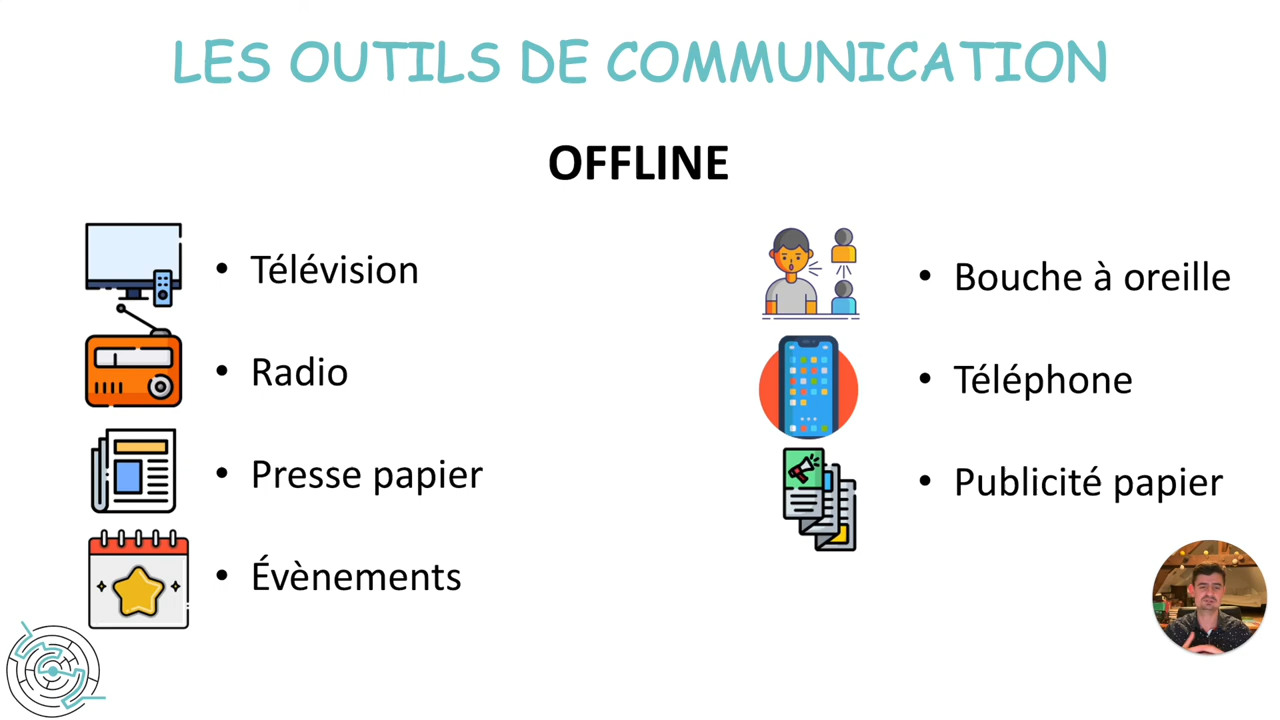 LES OUTILS DE COMMUNICATION
OFFLINE
• Télévision
• Radio
• Presse papier
• Évènements
• Bouche à oreille
• Téléphone
• Publicité papier